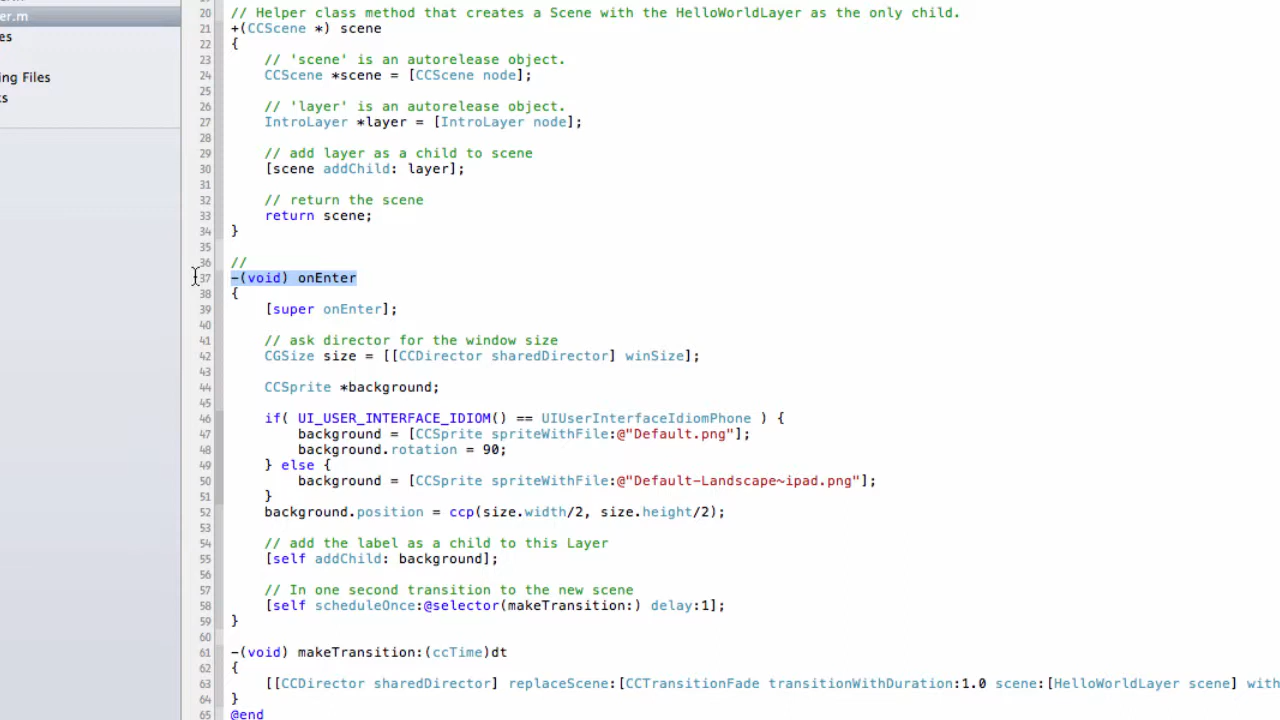 er.m
es
ing Files
ts
20 // Helper class method that creates a Scene with the HelloWorldLayer as the only child.
21 +(CCScene *) scene
22 {
23     // 'scene' is an autorelease object.
24     CCScene *scene = [CCScene node];
25
26     // 'layer' is an autorelease object.
27     IntroLayer *layer = [IntroLayer node];
28
29     // add layer as a child to scene
30     [scene addChild: layer];
31
32     // return the scene
33     return scene;
34 }
35
36 //
37 -(void) onEnter
38 {
39     [super onEnter];
40
41     // ask director for the window size
42     CGSize size = [[CCDirector sharedDirector] winSize];
43
44     CCSprite *background;
45
46     if( UI_USER_INTERFACE_IDIOM() == UIUserInterfaceIdiomPhone ) {
47         background = [CCSprite spriteWithFile:@"Default.png"];
48         background.rotation = 90;
49     } else {
50         background = [CCSprite spriteWithFile:@"Default-Landscape~ipad.png"];
51     }
52     background.position = ccp(size.width/2, size.height/2);
53
54     // add the label as a child to this Layer
55     [self addChild: background];
56
57     // In one second transition to the new scene
58     [self scheduleOnce:@selector(makeTransition:) delay:1];
59 }
60
61 -(void) makeTransition:(ccTime)dt
62 {
63     [[CCDirector sharedDirector] replaceScene:[CCTransitionFade transitionWithDuration:1.0 scene:[HelloWorldLayer scene] with
64 }
65 @end